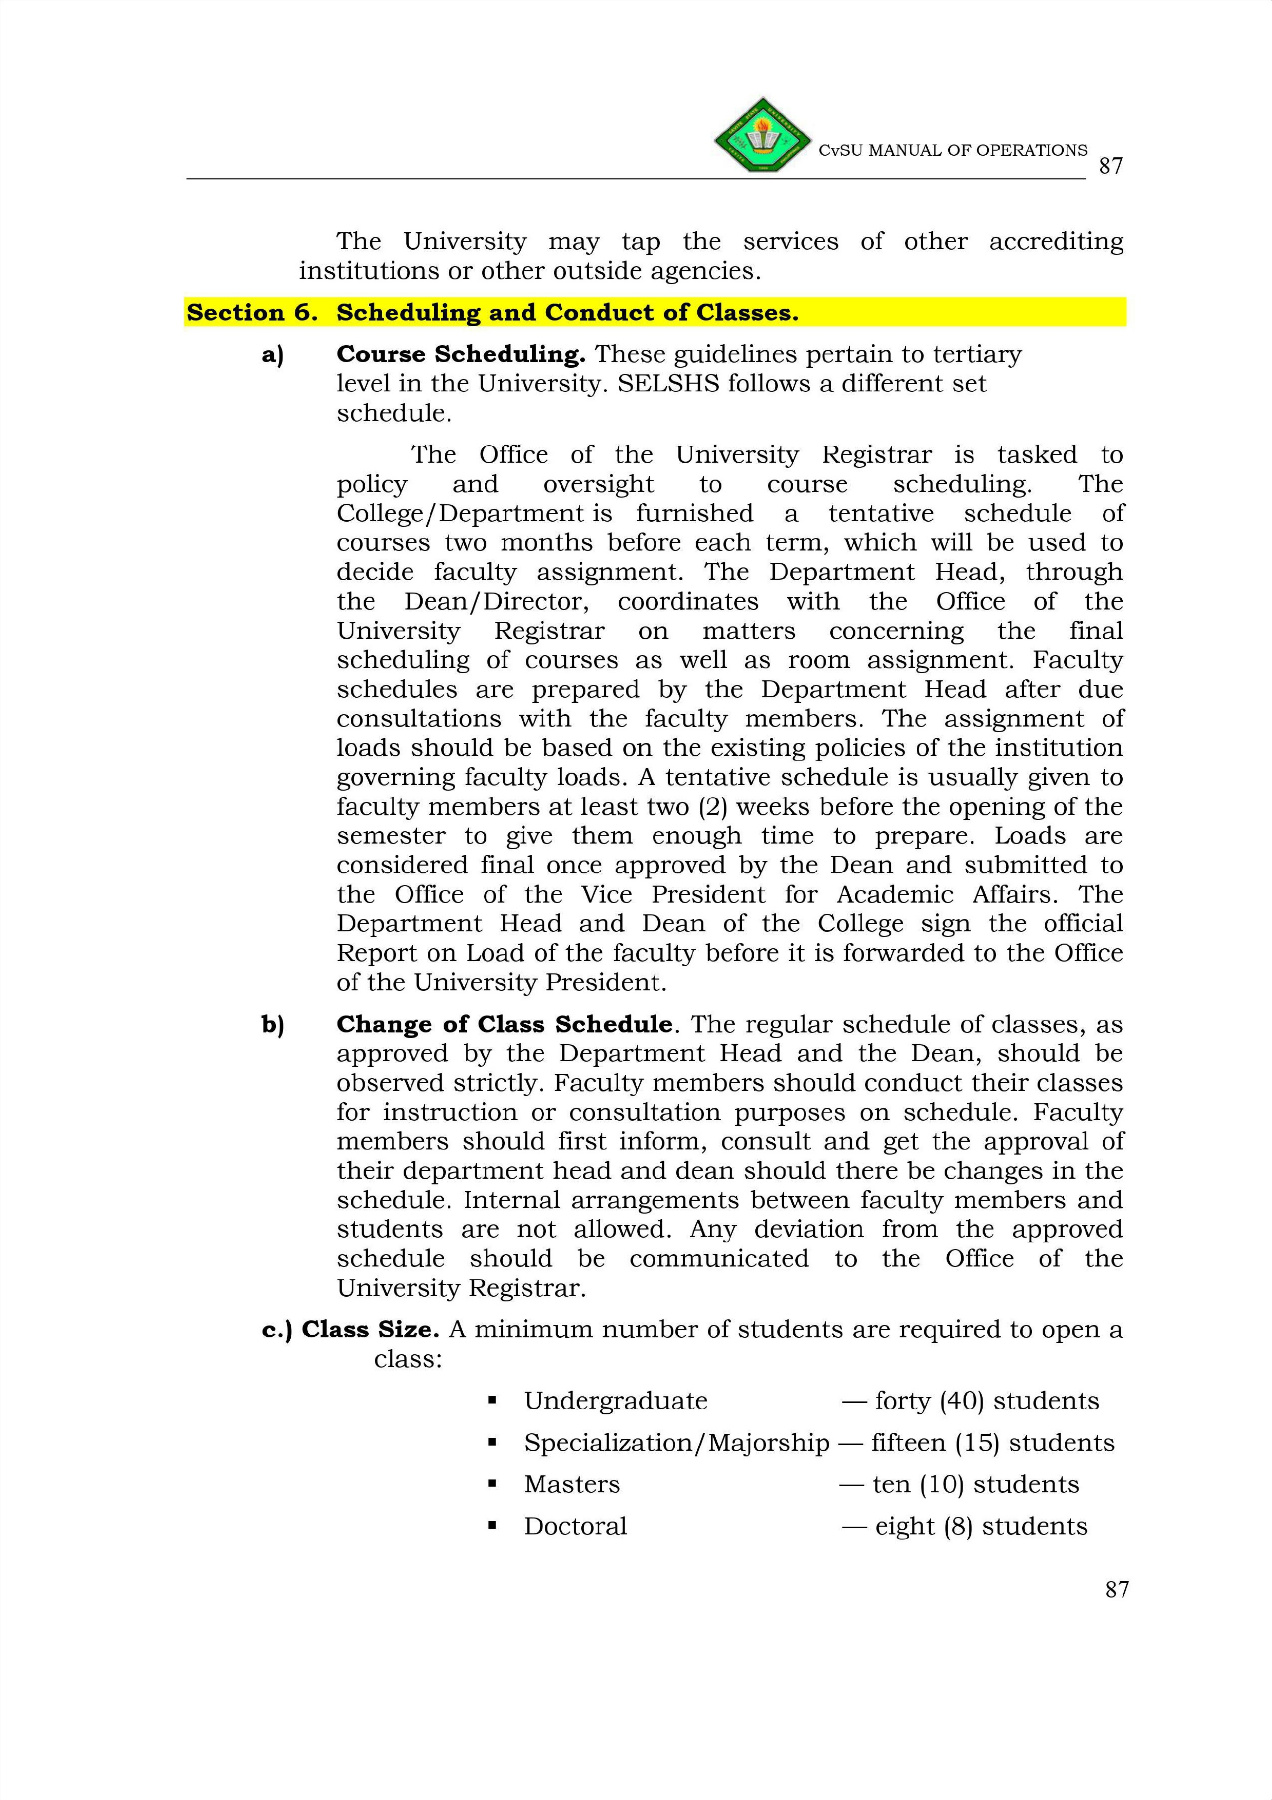 CvSU MANUAL OF OPERATIONS
87
The University may tap the services of other accrediting
institutions or other outside agencies.
Section 6. Scheduling and Conduct of Classes.
a) Course Scheduling. These guidelines pertain to tertiary
level in the University. SELSHS follows a different set
schedule.
The Office of the University Registrar is tasked to
policy and oversight to course scheduling. The
College/Department is furnished a tentative schedule of
courses two months before each term, which will be used to
decide faculty assignment. The Department Head, through
the Dean/Director, coordinates with the Office of the
University Registrar on matters concerning the final
scheduling of courses as well as room assignment. Faculty
schedules are prepared by the Department Head after due
consultations with the faculty members. The assignment of
loads should be based on the existing policies of the institution
governing faculty loads. A tentative schedule is usually given to
faculty members at least two (2) weeks before the opening of the
semester to give them enough time to prepare. Loads are
considered final once approved by the Dean and submitted to
the Office of the Vice President for Academic Affairs. The
Department Head and Dean of the College sign the official
Report on Load of the faculty before it is forwarded to the Office
of the University President.
b) Change of Class Schedule. The regular schedule of classes, as
approved by the Department Head and the Dean, should be
observed strictly. Faculty members should conduct their classes
for instruction or consultation purposes on schedule. Faculty
members should first inform, consult and get the approval of
their department head and dean should there be changes in the
schedule. Internal arrangements between faculty members and
students are not allowed. Any deviation from the approved
schedule should be communicated to the Office of the
University Registrar.
c.) Class Size. A minimum number of students are required to open a
class:
▪ Undergraduate — forty (40) students
▪ Specialization/Majorship — fifteen (15) students
▪ Masters — ten (10) students
▪ Doctoral — eight (8) students
87